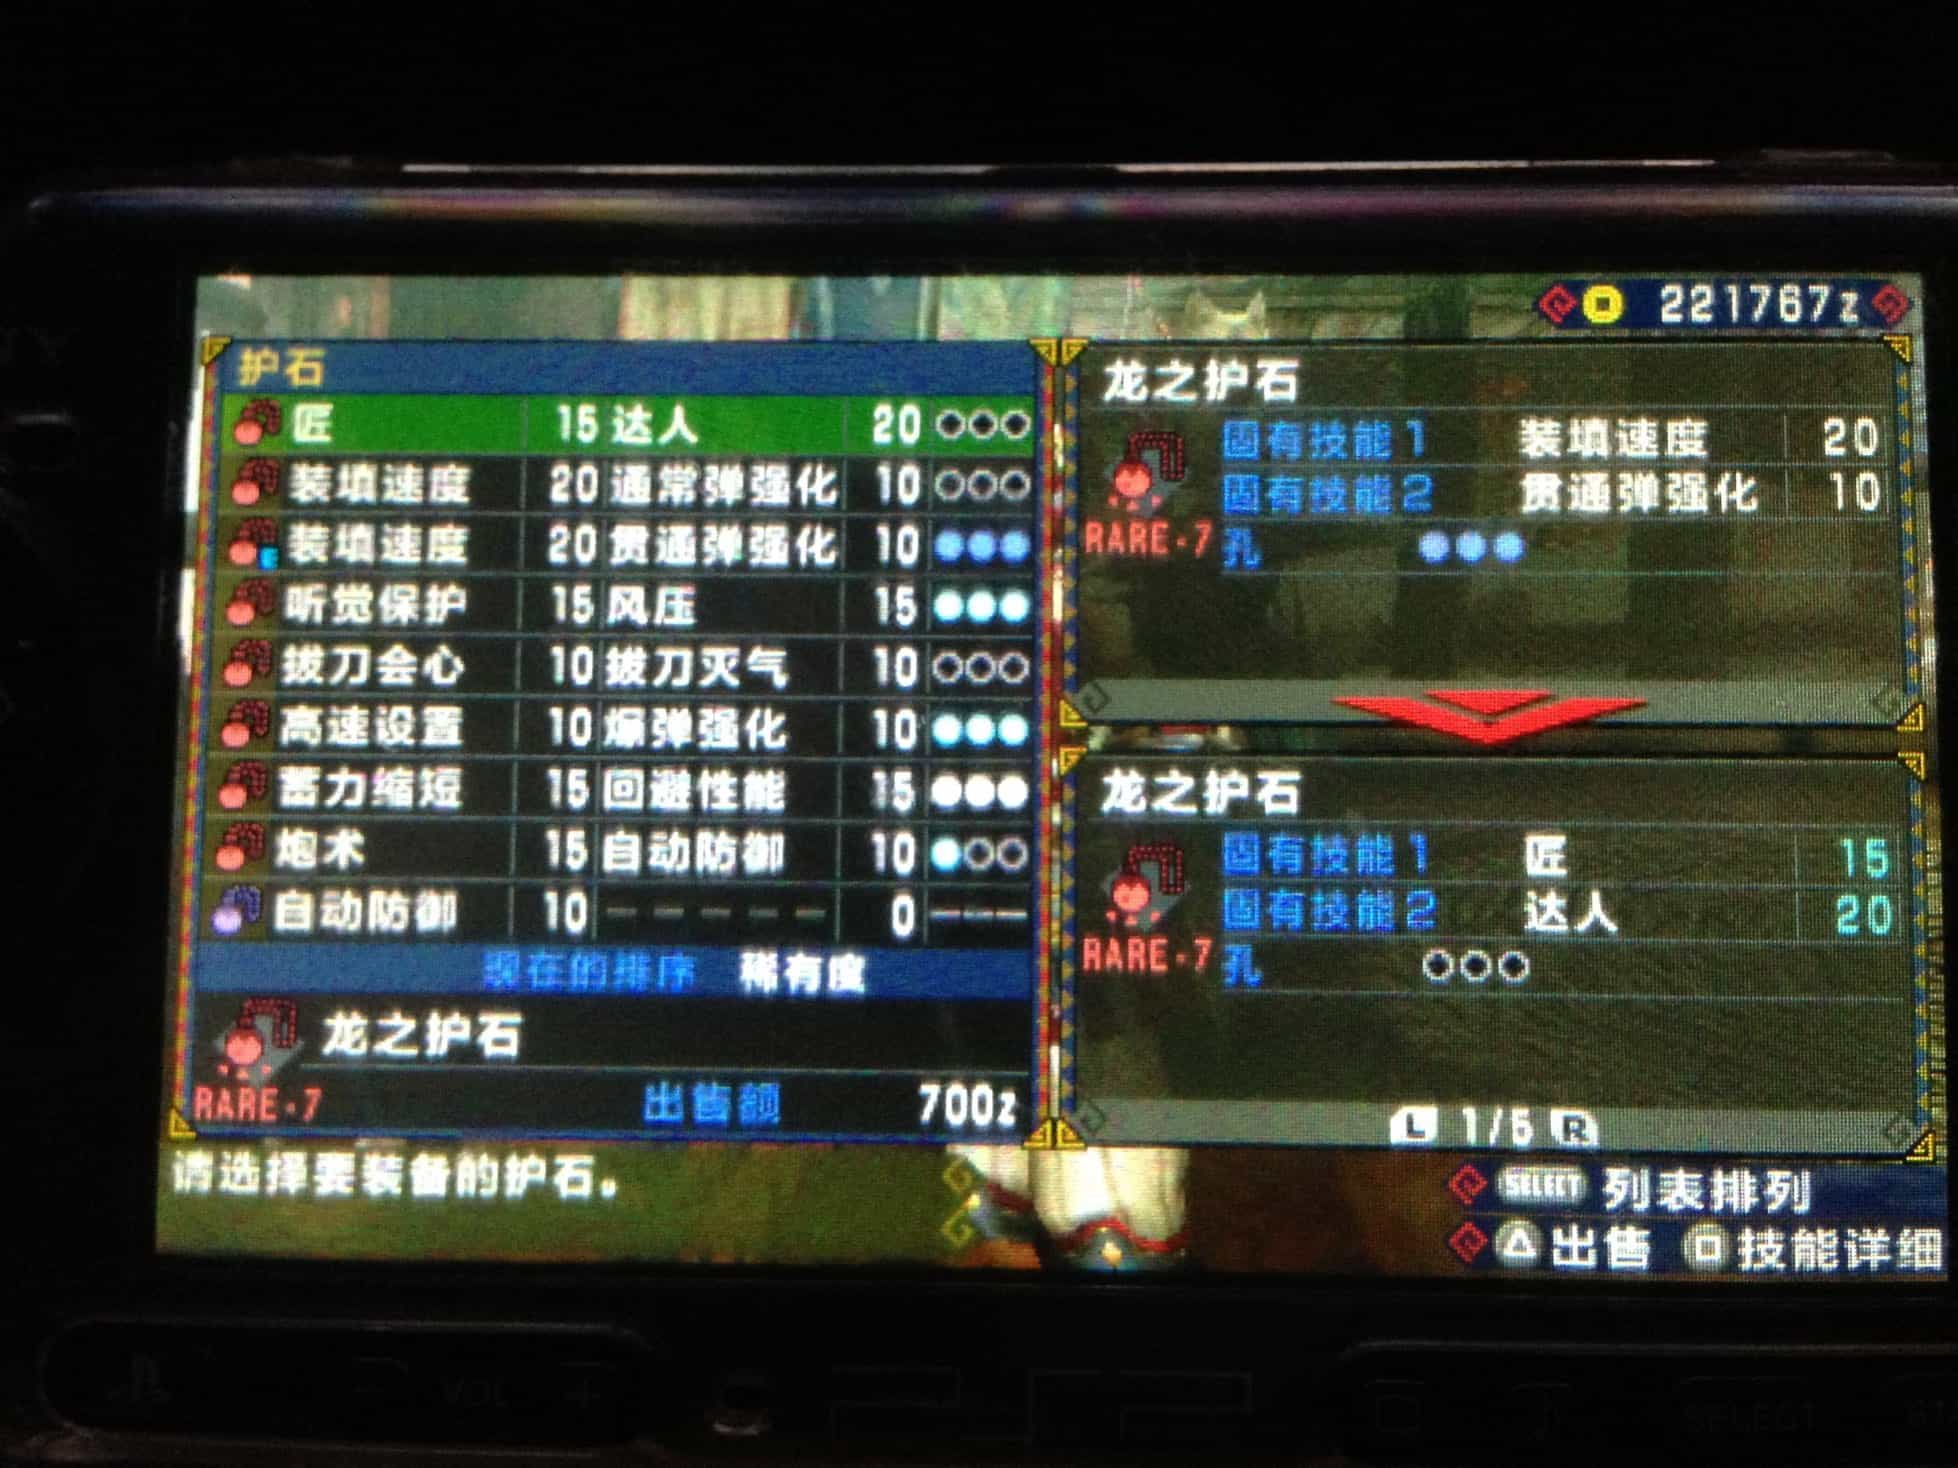 221767z
护石
匠 15 达人 20
装填速度 20 通常弹强化 10
装填速度 20 贯通弹强化 10
E
听觉保护 15 风压 15
拔刀会心 10 拔刀灭气 10
高速设置 10 爆弹强化 10
蓄力缩短 15 回避性能 15
炮术 15 自动防御 10
自动防御 10 ----- 0 ---
现在的排序 稀有度
龙之护石
RARE・7 出售额 700z
龙之护石
固有技能1 装填速度 20
固有技能2 贯通弹强化 10
RARE・7 孔
龙之护石
固有技能1 匠 15
固有技能2 达人 20
RARE・7 孔
L 1/6 R
请选择要装备的护石。
SELECT 列表排列
△出售 □技能详细
VOL
SELECT